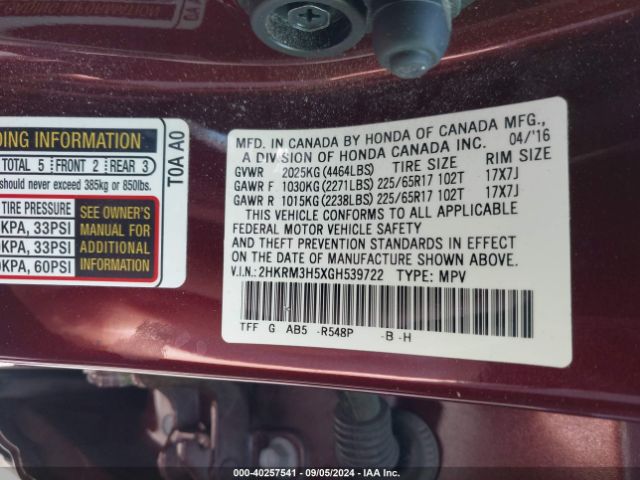 DING INFORMATION
TOTAL 5 FRONT 2 REAR 3
hould never exceed 385kg or 850lbs.
TIRE PRESSURE
KPA, 33PSI
0KPA, 33PSI
0KPA, 60PSI
SEE OWNER'S
MANUAL FOR
ADDITIONAL
INFORMATION
T0A A0
MFD. IN CANADA BY HONDA OF CANADA MFG.,
A DIVISION OF HONDA CANADA INC. 04/'16
GVWR 2025KG (4464LBS) TIRE SIZE RIM SIZE
GAWR F 1030KG (2271LBS) 225/65R17 102T 17X7J
GAWR R 1015KG (2238LBS) 225/65R17 102T 17X7J
THIS VEHICLE CONFORMS TO ALL APPLICABLE
FEDERAL MOTOR VEHICLE SAFETY
AND THEFT PREVENTION STANDARDS IN EFFECT
ON THE DATE OF MANUFACTURE SHOWN ABOVE.
V.I.N.: 2HKRM3H5XGH539722 TYPE: MPV
TFF G AB5 -R548P -B -H
000-40257541 - 09/05/2024 - IAA Inc.